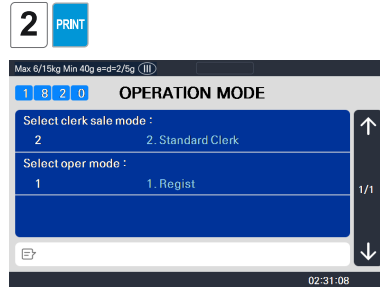 2 PRINT
Max 6/15kg Min 40g e=d=2/5g III
1 8 2 0 OPERATION MODE
Select clerk sale mode :
2 2. Standard Clerk
Select oper mode :
1 1. Regist
1/1
02:31:08